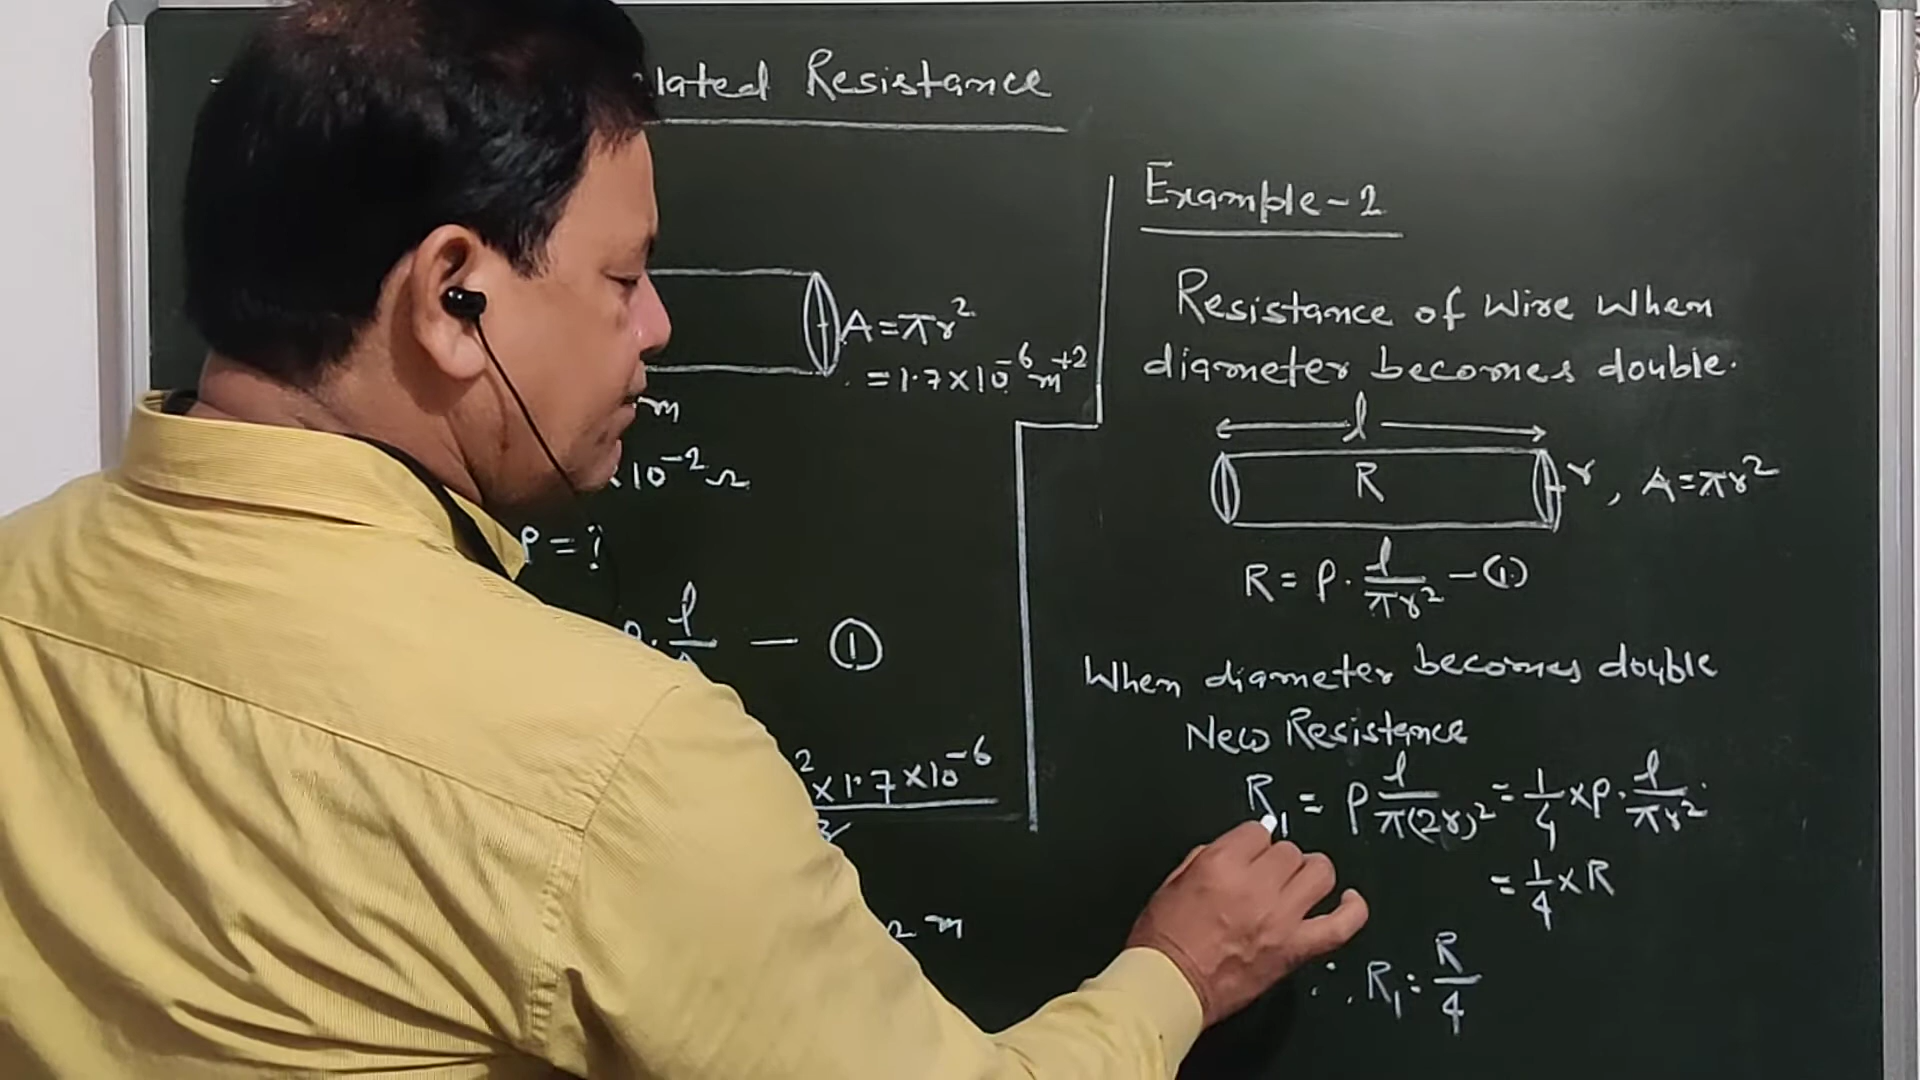 Resistance
A = πr²
= 1.7 × 10⁻⁶ m⁺²
m
×10⁻² Ω
ρ = ?
ρ . l/A — ①
² × 1.7 × 10⁻⁶
Ω m
Example-2
Resistance of Wire When
diameter becomes double.
l
R
r, A = πr²
R = ρ . l/πr² — ①
When diameter becomes double
New Resistance
R₁ = ρ l/π(2r)² = 1/4 × ρ . l/πr²
= 1/4 × R
∴ R₁ = R/4